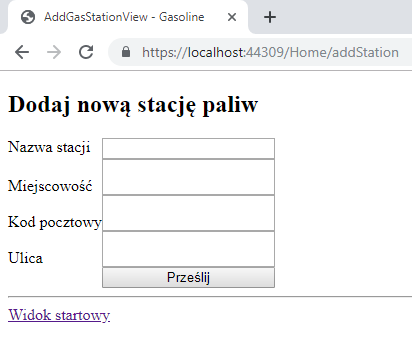 AddGasStationView - Gasoline
https://localhost:44309/Home/addStation
Dodaj nową stację paliw
Nazwa stacji
Miejscowość
Kod pocztowy
Ulica
Prześlij
Widok startowy